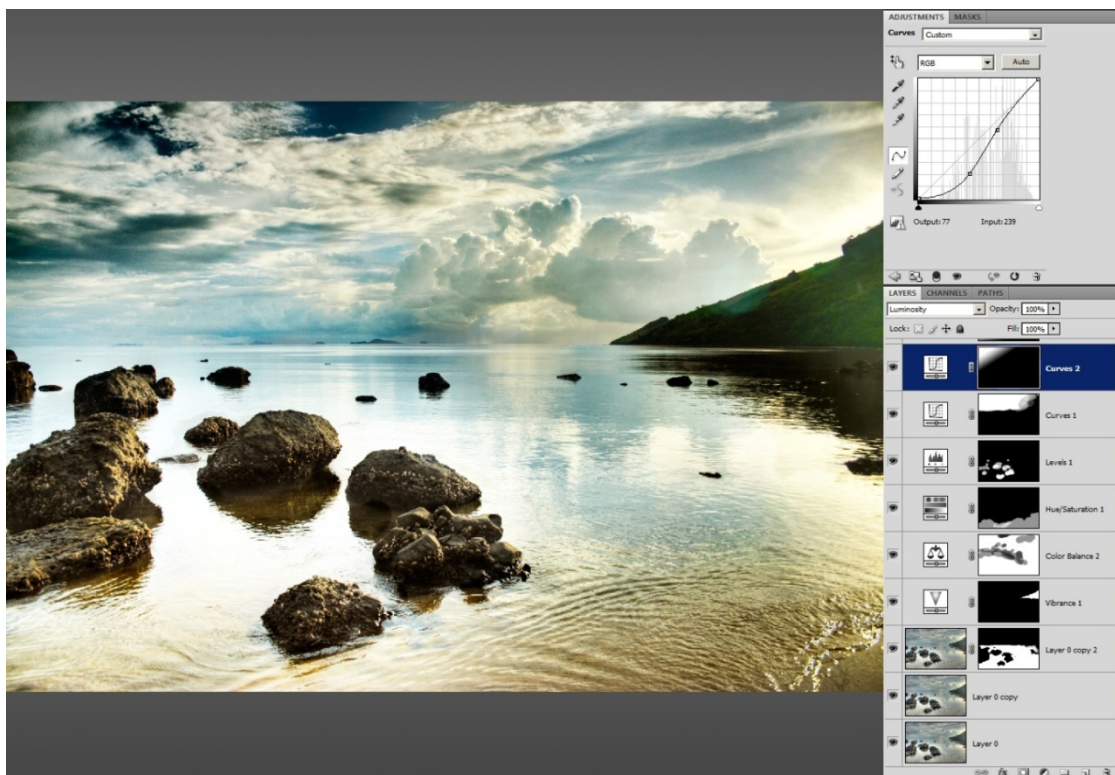 ADJUSTMENTS MASKS
Curves Custom
RGB Auto
Output: 77 Input: 239
LAYERS CHANNELS PATHS
Luminosity Opacity: 100%
Lock: Fill: 100%
Curves 2
Curves 1
Levels 1
Hue/Saturation 1
Color Balance 2
Vibrance 1
Layer 0 copy 2
Layer 0 copy
Layer 0
fx